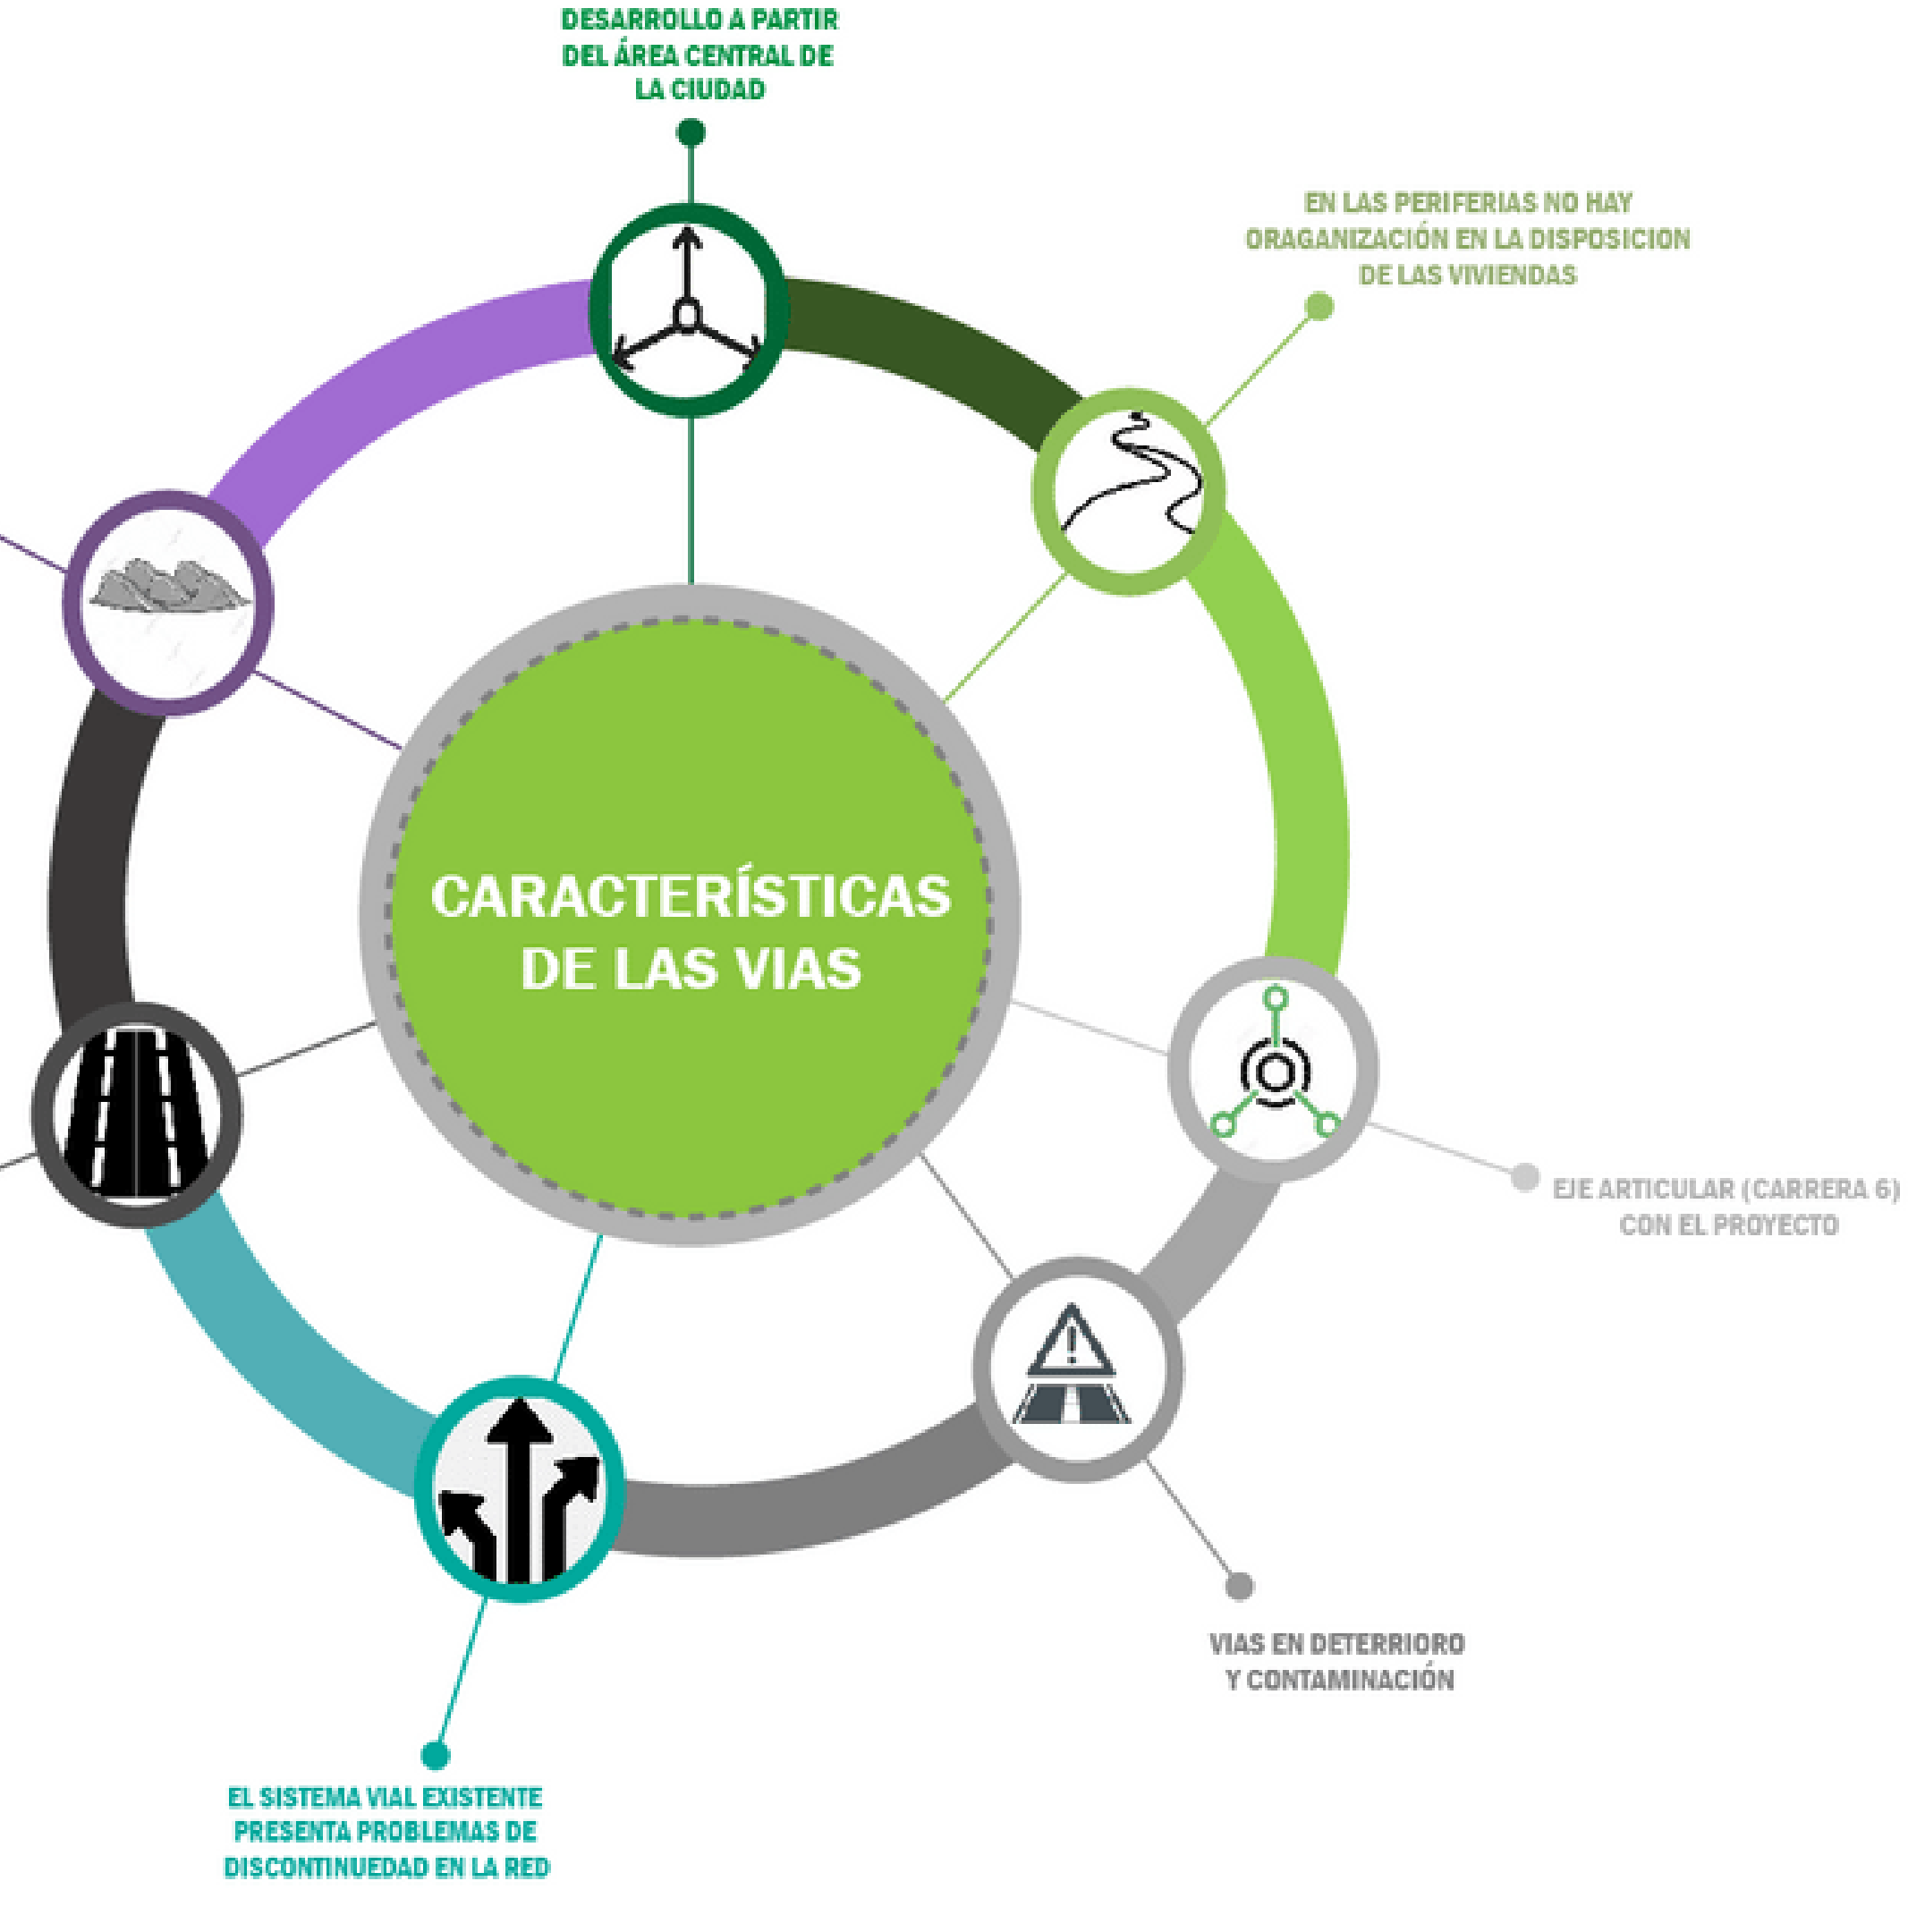 DESARROLLO A PARTIR
DEL ÁREA CENTRAL DE
LA CIUDAD
EN LAS PERIFERIAS NO HAY
ORAGANIZACIÓN EN LA DISPOSICION
DE LAS VIVIENDAS
CARACTERÍSTICAS
DE LAS VIAS
EJE ARTICULAR (CARRERA 6)
CON EL PROYECTO
VIAS EN DETERRIORO
Y CONTAMINACIÓN
EL SISTEMA VIAL EXISTENTE
PRESENTA PROBLEMAS DE
DISCONTINUEDAD EN LA RED